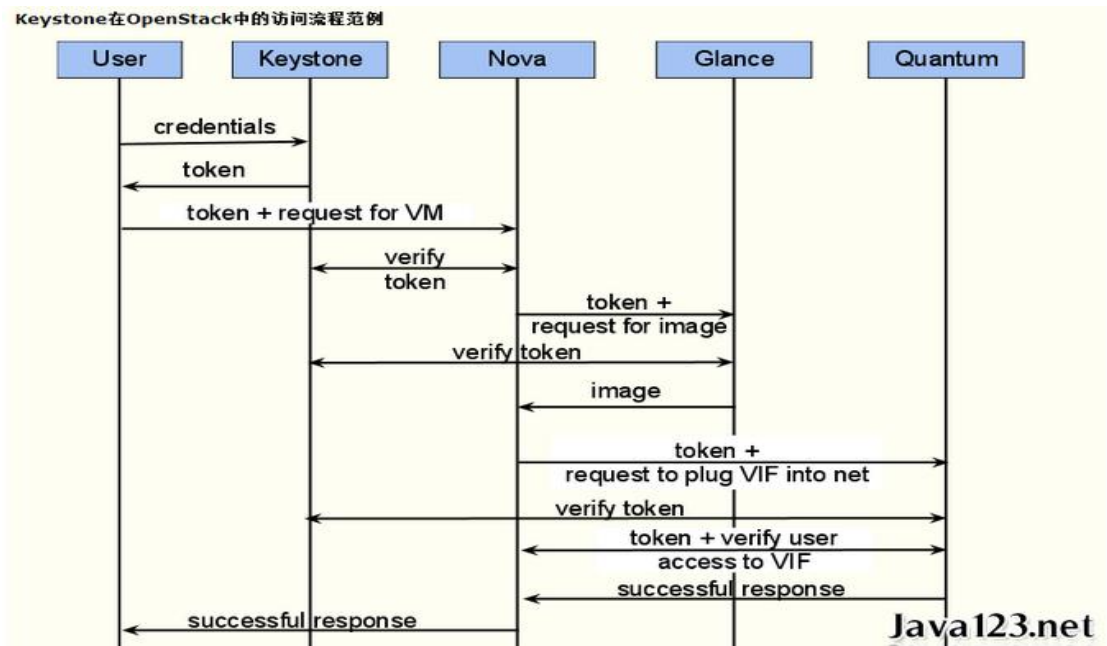 Keystone在OpenStack中的访问流程范例
User Keystone Nova Glance Quantum
credentials
token
token + request for VM
verify
token
token +
request for image
verify token
image
token +
request to plug VIF into net
verify token
token + verify user
access to VIF
successful response
successful response
Java123.net